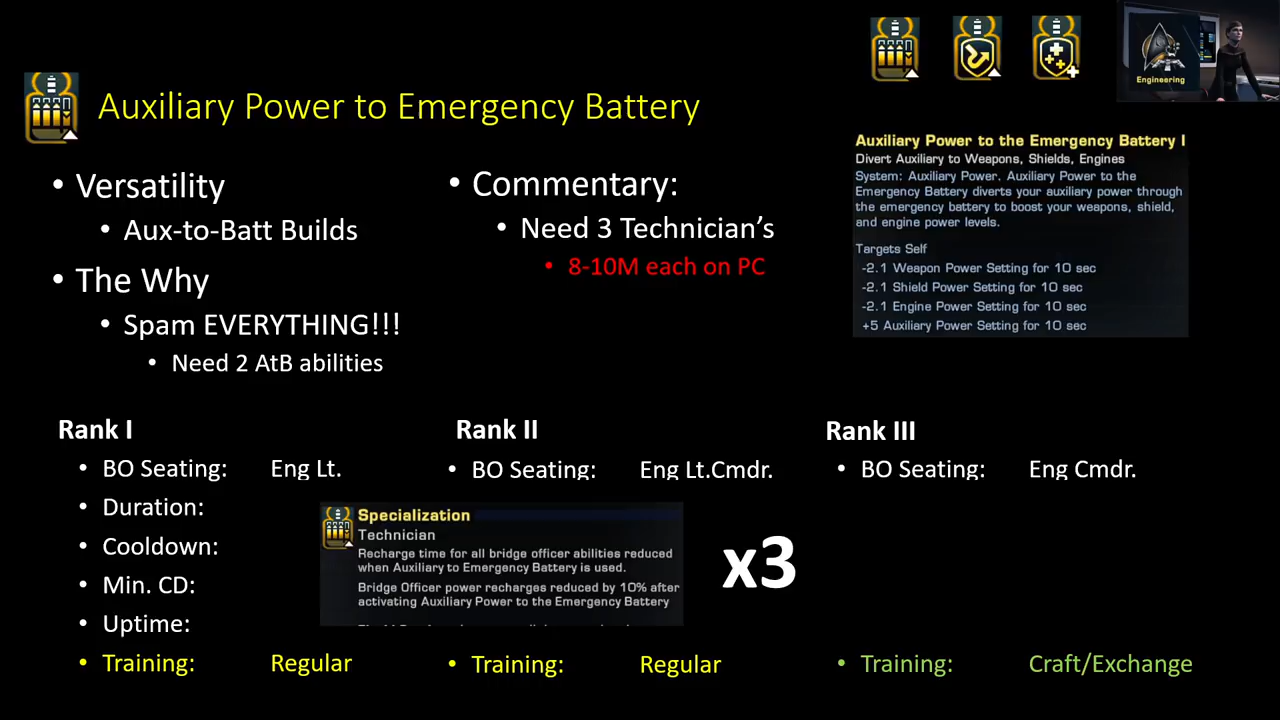 Engineering
Auxiliary Power to Emergency Battery
• Versatility
• Aux-to-Batt Builds
• The Why
• Spam EVERYTHING!!!
• Need 2 AtB abilities
• Commentary:
• Need 3 Technician's
• 8-10M each on PC
Auxiliary Power to the Emergency Battery I
Divert Auxiliary to Weapons, Shields, Engines
System: Auxiliary Power. Auxiliary Power to the
Emergency Battery diverts your auxiliary power through
the emergency battery to boost your weapons, shield,
and engine power levels.
Targets Self
-2.1 Weapon Power Setting for 10 sec
-2.1 Shield Power Setting for 10 sec
-2.1 Engine Power Setting for 10 sec
+5 Auxiliary Power Setting for 10 sec
Rank I
• BO Seating: Eng Lt.
• Duration:
• Cooldown:
• Min. CD:
• Uptime:
• Training: Regular
Rank II
• BO Seating: Eng Lt.Cmdr.
• Training: Regular
Rank III
• BO Seating: Eng Cmdr.
• Training: Craft/Exchange
Specialization
Technician
Recharge time for all bridge officer abilities reduced
when Auxiliary to Emergency Battery is used.
Bridge Officer power recharges reduced by 10% after
activating Auxiliary Power to the Emergency Battery
x3